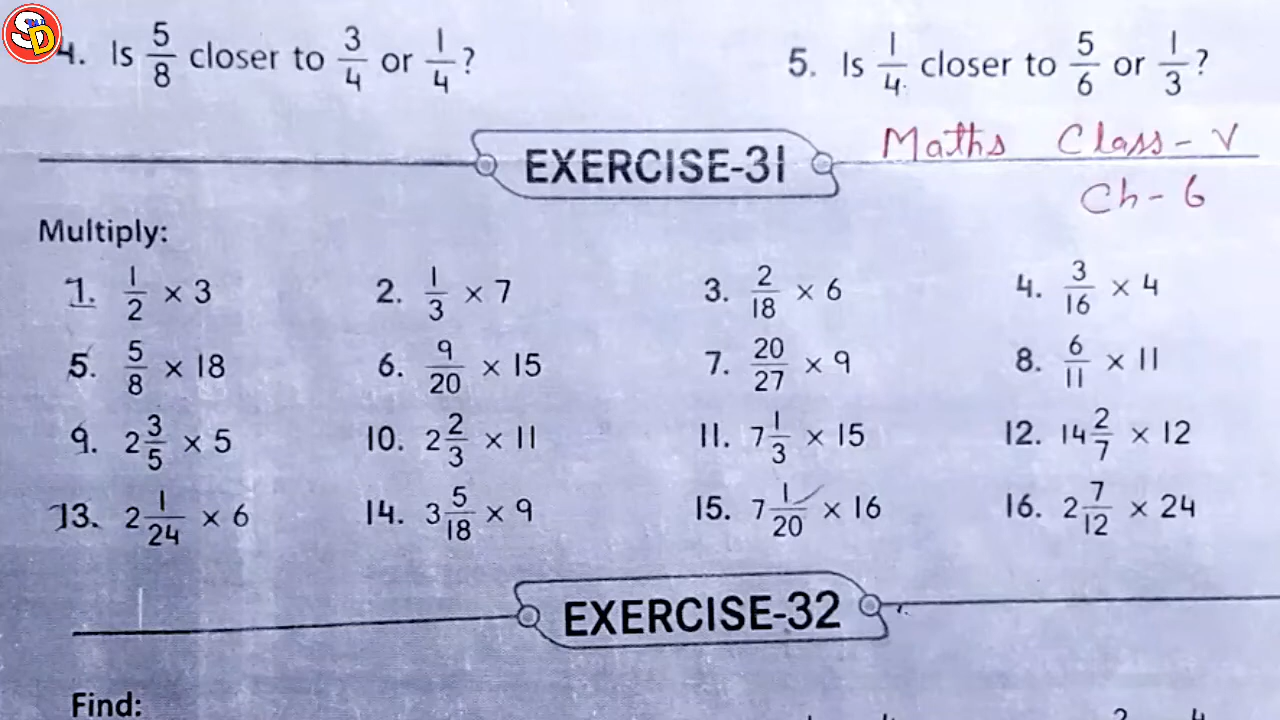 SD
4. Is 5/8 closer to 3/4 or 1/4?
5. Is 1/4 closer to 5/6 or 1/3?
EXERCISE-31
Maths Class - V
Ch - 6
Multiply:
1. 1/2 × 3
2. 1/3 × 7
3. 2/18 × 6
4. 3/16 × 4
5. 5/8 × 18
6. 9/20 × 15
7. 20/27 × 9
8. 6/11 × 11
9. 2 3/5 × 5
10. 2 2/3 × 11
11. 7 1/3 × 15
12. 14 2/7 × 12
13. 2 1/24 × 6
14. 3 5/18 × 9
15. 7 1/20 × 16
16. 2 7/12 × 24
EXERCISE-32
Find: